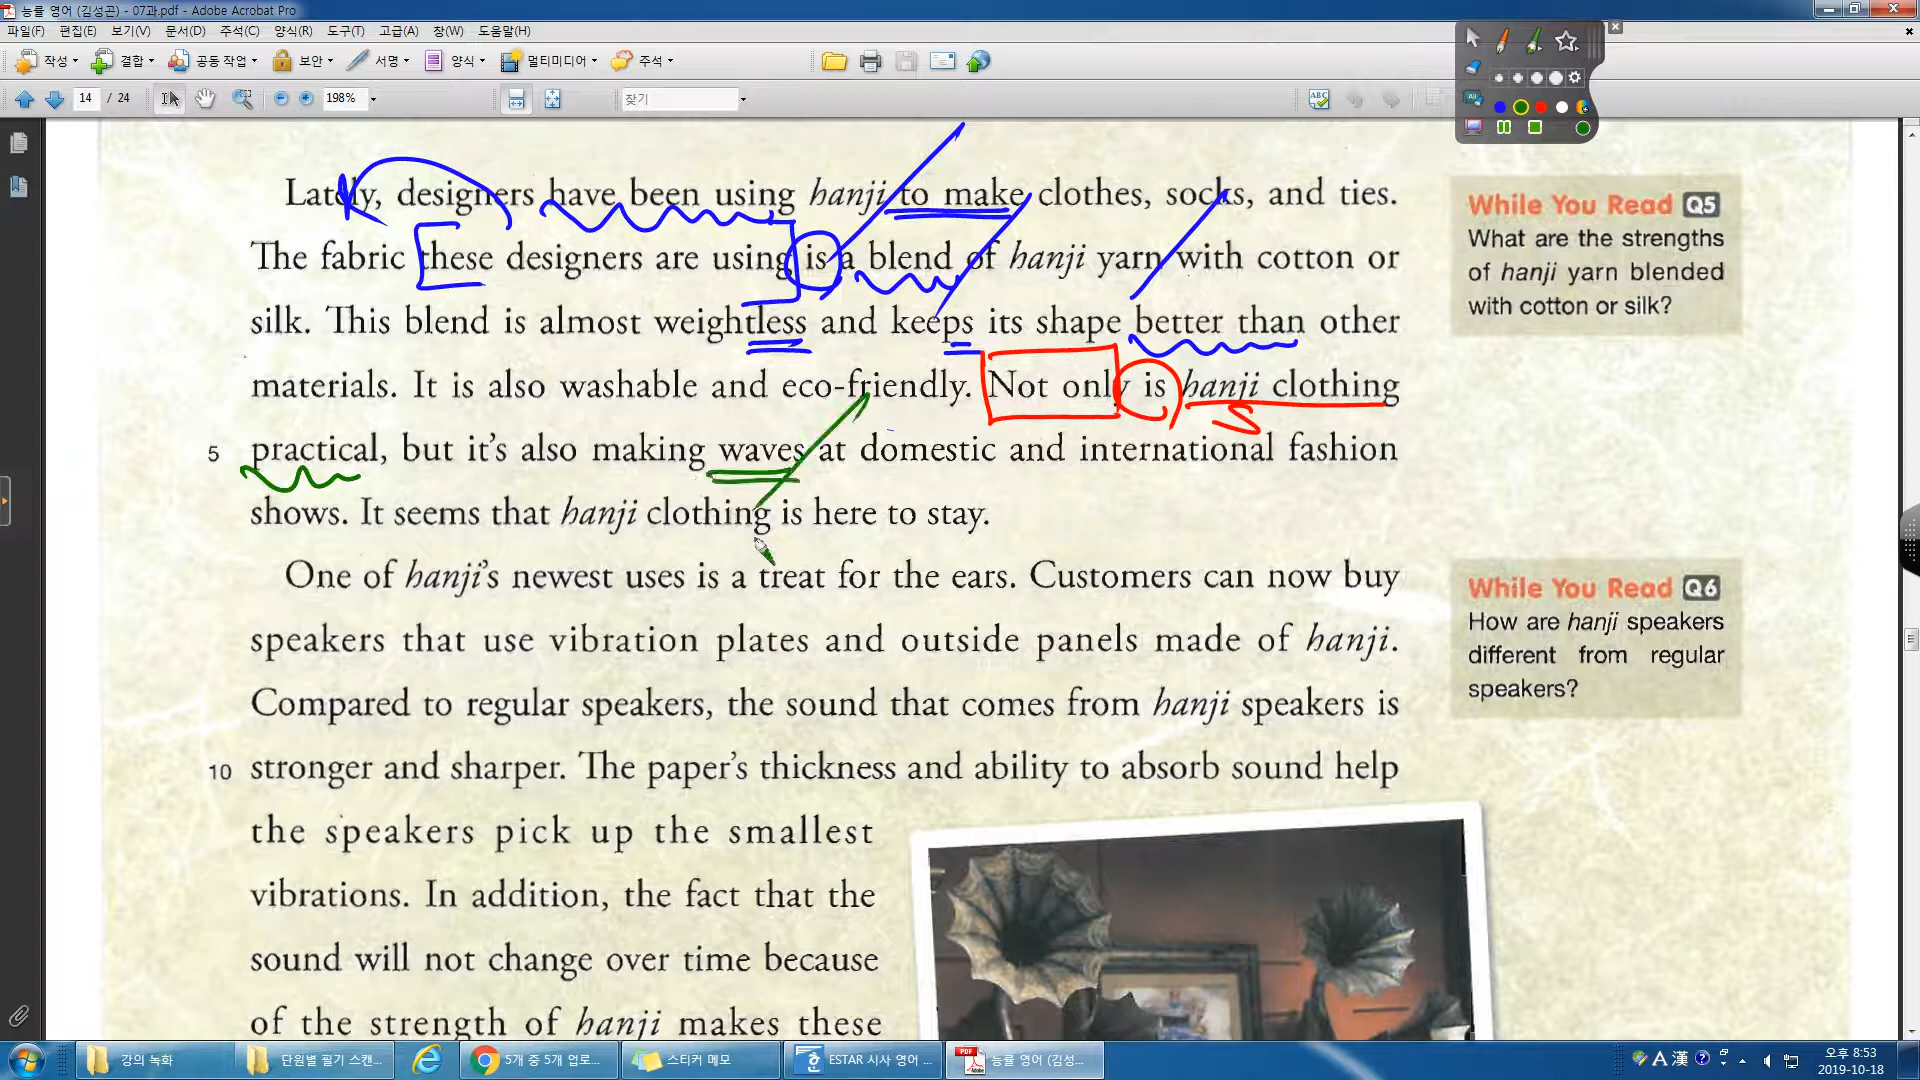 능률 영어 (김성곤) - 07과.pdf - Adobe Acrobat Pro
파일(F) 편집(E) 보기(V) 문서(D) 주석(C) 양식(R) 도구(T) 고급(A) 창(W) 도움말(H)
작성 결합 공동 작업 보안 서명 양식 멀티미디어 주석
14 / 24 198% 찾기
Lately, designers have been using hanji to make clothes, socks, and ties.
The fabric these designers are using is a blend of hanji yarn with cotton or
silk. This blend is almost weightless and keeps its shape better than other
materials. It is also washable and eco-friendly. Not only is hanji clothing
S
5 practical, but it's also making waves at domestic and international fashion
shows. It seems that hanji clothing is here to stay.
One of hanji's newest uses is a treat for the ears. Customers can now buy
speakers that use vibration plates and outside panels made of hanji.
Compared to regular speakers, the sound that comes from hanji speakers is
10 stronger and sharper. The paper's thickness and ability to absorb sound help
the speakers pick up the smallest
vibrations. In addition, the fact that the
sound will not change over time because
of the strength of hanji makes these
While You Read Q5
What are the strengths
of hanji yarn blended
with cotton or silk?
While You Read Q6
How are hanji speakers
different from regular
speakers?
강의 녹화 단원별 필기 스캔... 5개 중 5개 업로... 스티커 메모 ESTAR 시사 영어 ... 능률 영어 (김성...
A 漢
오후 8:53
2019-10-18